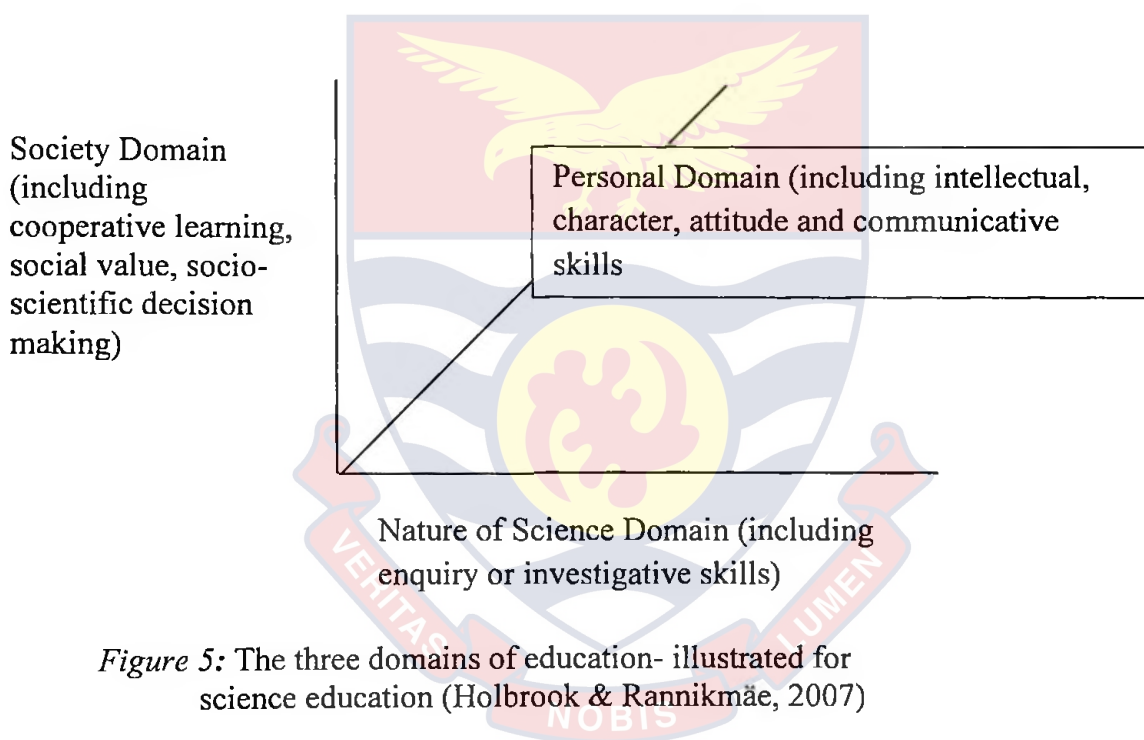 Society Domain
(including
cooperative learning,
social value, socio-
scientific decision
making)
Personal Domain (including intellectual,
character, attitude and communicative
skills
Nature of Science Domain (including
enquiry or investigative skills)
VERITAS
NOBIS
LUMEN
Figure 5: The three domains of education- illustrated for
science education (Holbrook & Rannikmäe, 2007)